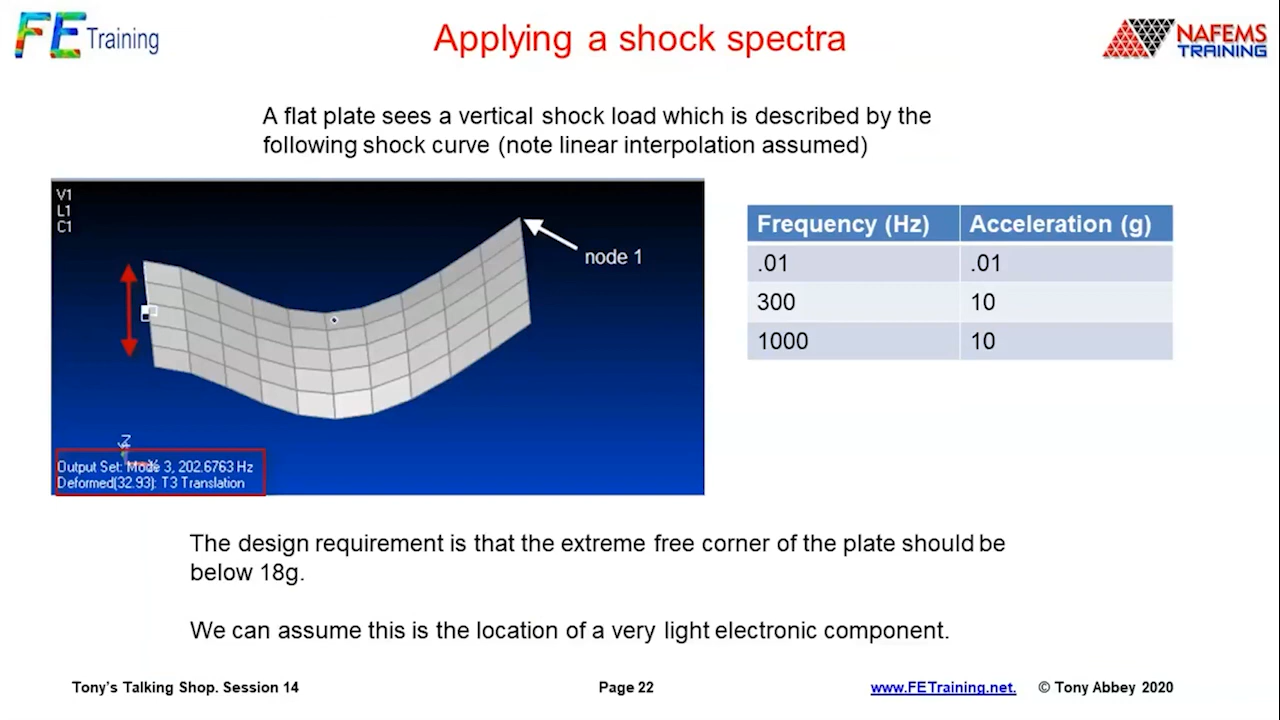 FE Training
Applying a shock spectra
NAFEMS
TRAINING
A flat plate sees a vertical shock load which is described by the
following shock curve (note linear interpolation assumed)
V1
L1
C1
node 1
Z
Output Set: Mode 3, 202.6763 Hz
Deformed(32.93): T3 Translation
Frequency (Hz) Acceleration (g)
.01 .01
300 10
1000 10
The design requirement is that the extreme free corner of the plate should be
below 18g.
We can assume this is the location of a very light electronic component.
Tony's Talking Shop. Session 14 Page 22 www.FETraining.net. © Tony Abbey 2020